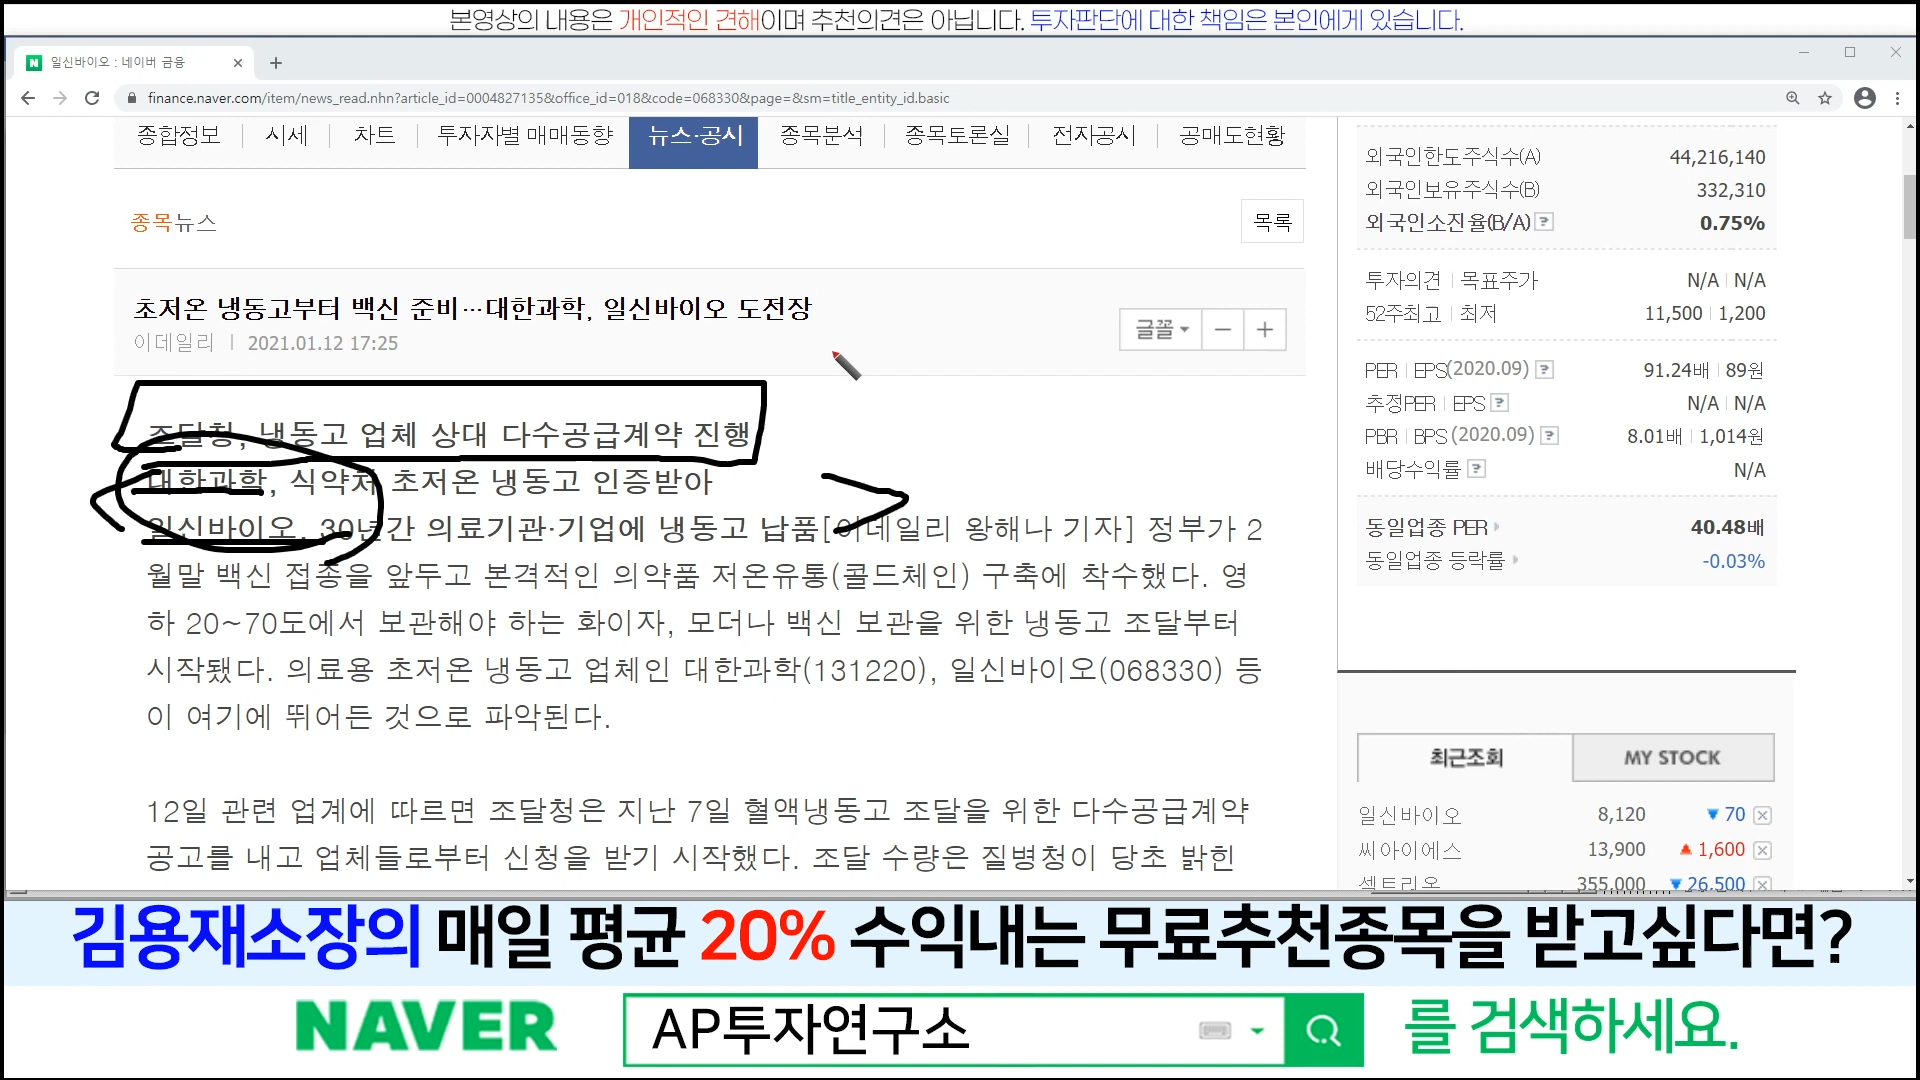 본영상의 내용은 개인적인 견해이며 추천의견은 아닙니다. 투자판단에 대한 책임은 본인에게 있습니다.
일신바이오 : 네이버 금융
finance.naver.com/item/news_read.nhn?article_id=0004827135&office_id=018&code=068330&page=&sm=title_entity_id.basic
종합정보 시세 차트 투자자별 매매동향 뉴스·공시 종목분석 종목토론실 전자공시 공매도현황
종목뉴스
목록
초저온 냉동고부터 백신 준비…대한과학, 일신바이오 도전장
이데일리 2021.01.12 17:25
글꼴
조달청, 냉동고 업체 상대 다수공급계약 진행
대한과학, 식약처 초저온 냉동고 인증받아
일신바이오, 30년간 의료기관·기업에 냉동고 납품[이데일리 왕해나 기자] 정부가 2
월말 백신 접종을 앞두고 본격적인 의약품 저온유통(콜드체인) 구축에 착수했다. 영
하 20~70도에서 보관해야 하는 화이자, 모더나 백신 보관을 위한 냉동고 조달부터
시작됐다. 의료용 초저온 냉동고 업체인 대한과학(131220), 일신바이오(068330) 등
이 여기에 뛰어든 것으로 파악된다.
12일 관련 업계에 따르면 조달청은 지난 7일 혈액냉동고 조달을 위한 다수공급계약
공고를 내고 업체들로부터 신청을 받기 시작했다. 조달 수량은 질병청이 당초 밝힌
외국인한도주식수(A) 44,216,140
외국인보유주식수(B) 332,310
외국인소진율(B/A) 0.75%
투자의견 목표주가 N/A N/A
52주최고 최저 11,500 1,200
PER EPS(2020.09) 91.24배 89원
추정PER EPS N/A N/A
PBR BPS(2020.09) 8.01배 1,014원
배당수익률 N/A
동일업종 PER 40.48배
동일업종 등락률 -0.03%
최근조회 MY STOCK
일신바이오 8,120 ▼70
씨아이에스 13,900 ▲1,600
센트리오 355,000 ▼26,500
김용재소장의 매일 평균 20% 수익내는 무료추천종목을 받고싶다면?
NAVER AP투자연구소 를 검색하세요.